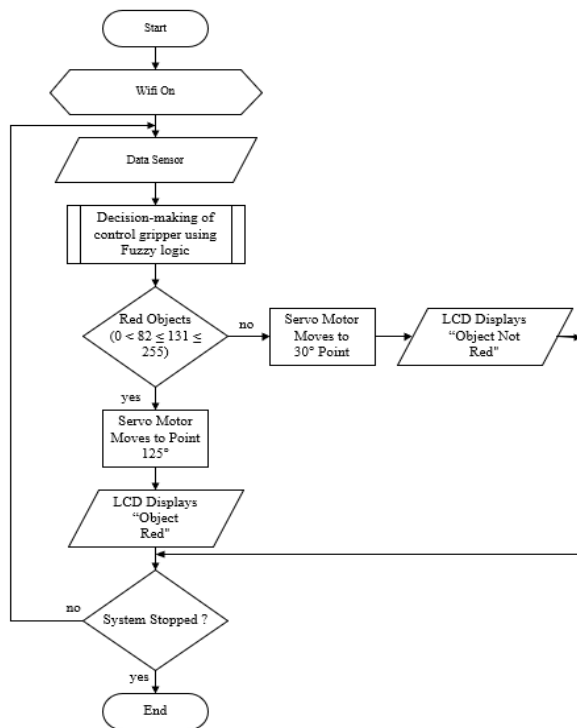 Start
Wifi On
Data Sensor
Decision-making of
control gripper using
Fuzzy logic
Red Objects
(0 < 82 ≤ 131 ≤
255)
no
Servo Motor
Moves to
30° Point
LCD Displays
“Object Not
Red"
yes
Servo Motor
Moves to Point
125°
LCD Displays
“Object
Red"
no
System Stopped ?
yes
End